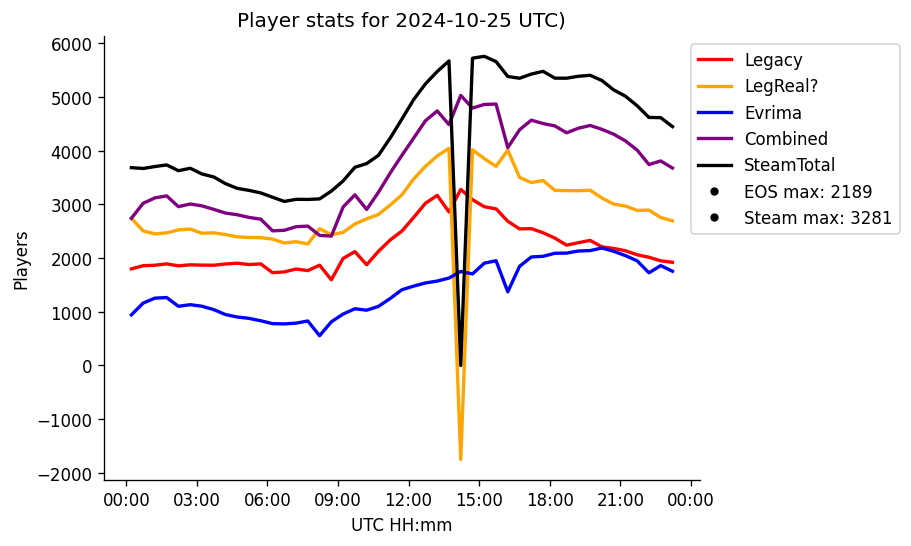 Player stats for 2024-10-25 UTC)
6000
5000
4000
3000
2000
1000
0
−1000
−2000
Players
00:00 03:00 06:00 09:00 12:00 15:00 18:00 21:00 00:00
UTC HH:mm
Legacy
LegReal?
Evrima
Combined
SteamTotal
EOS max: 2189
Steam max: 3281